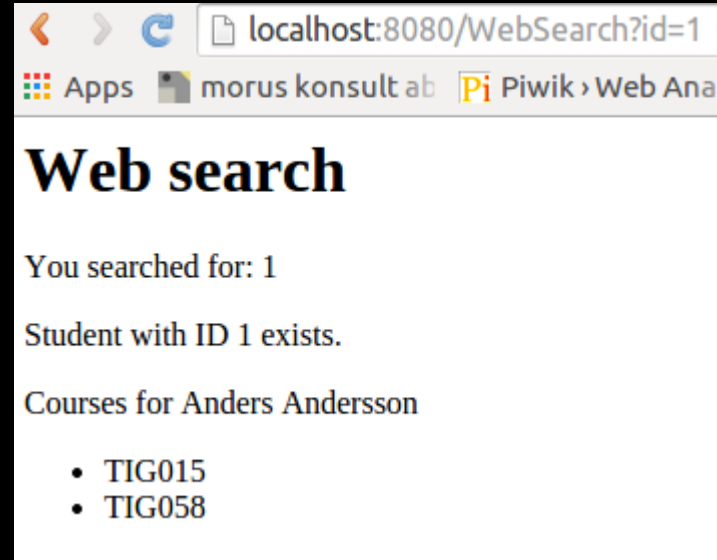 localhost:8080/WebSearch?id=1
Apps morus konsult ab Pi Piwik › Web Ana
Web search
You searched for: 1
Student with ID 1 exists.
Courses for Anders Andersson
• TIG015
• TIG058